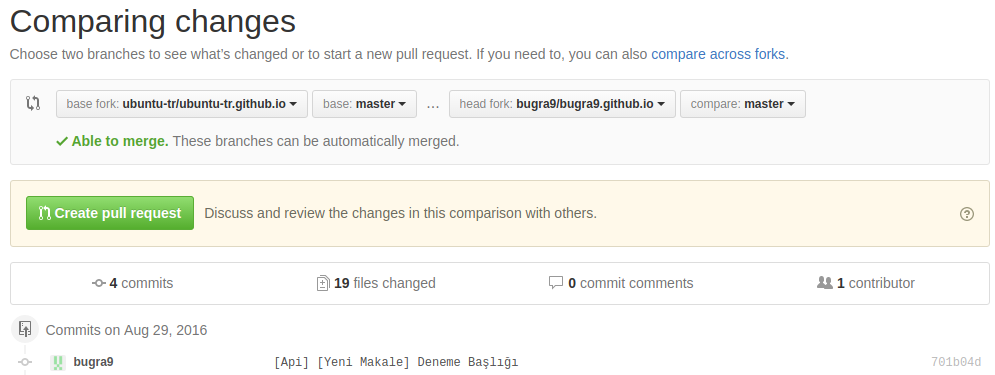 Comparing changes
Choose two branches to see what's changed or to start a new pull request. If you need to, you can also compare across forks.
base fork: ubuntu-tr/ubuntu-tr.github.io base: master ... head fork: bugra9/bugra9.github.io compare: master
Able to merge. These branches can be automatically merged.
Create pull request Discuss and review the changes in this comparison with others.
4 commits 19 files changed 0 commit comments 1 contributor
Commits on Aug 29, 2016
bugra9 [Api] [Yeni Makale] Deneme Başlığı 701b04d